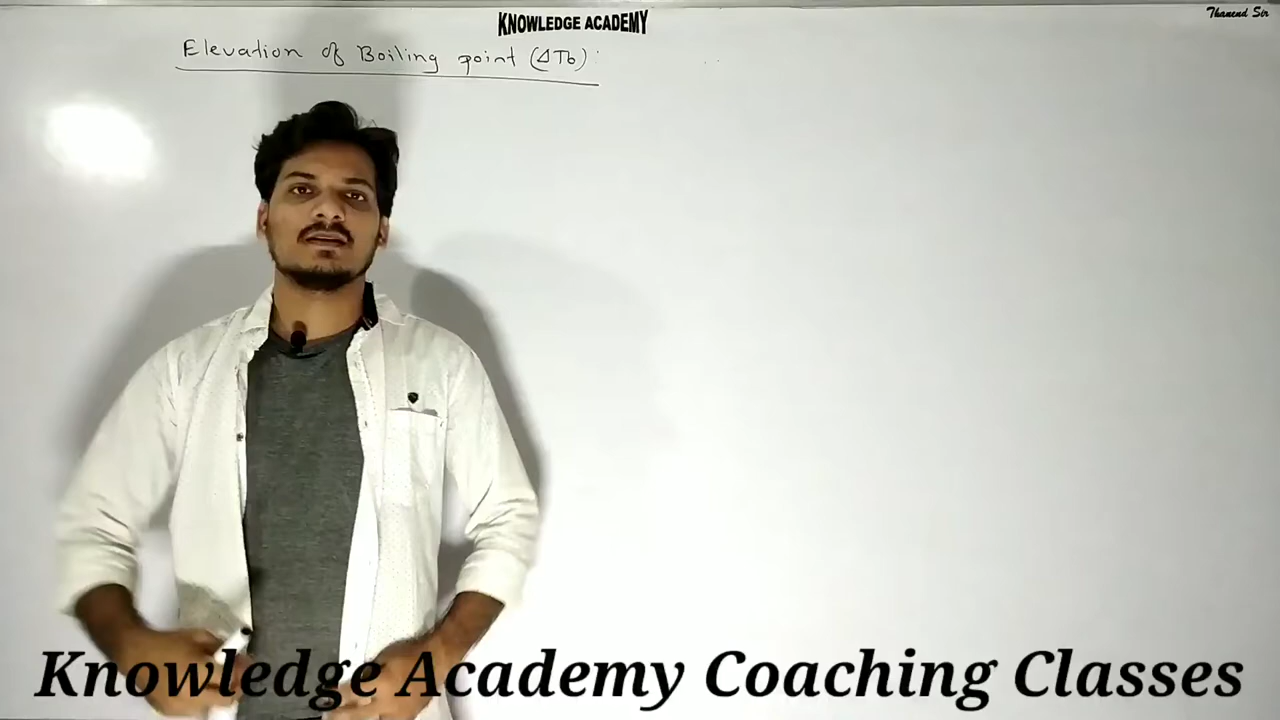 KNOWLEDGE ACADEMY
Thanend Sir
Elevation of Boiling point (ΔTb)
Knowledge Academy Coaching Classes